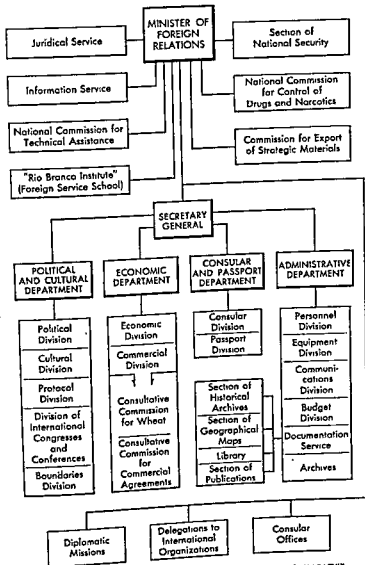 MINISTER OF
FOREIGN
RELATIONS
Juridical Service
Section of
National Security
Information Service
National Commission
for Control of
Drugs and Narcotics
National Commission for
Technical Assistance
Commission for Export
of Strategic Materials
"Rio Branco Institute"
(Foreign Service School)
SECRETARY
GENERAL
POLITICAL
AND CULTURAL
DEPARTMENT
ECONOMIC
DEPARTMENT
CONSULAR
AND PASSPORT
DEPARTMENT
ADMINISTRATIVE
DEPARTMENT
Political
Division
Cultural
Division
Protocol
Division
Division of
International
Congresses
and
Conferences
Boundaries
Division
Economic
Division
Commercial
Division
Consultative
Commission
for Wheat
Consultative
Commission
for
Commercial
Agreements
Consular
Division
Passport
Division
Section of
Historical
Archives
Section of
Geographical
Maps
Library
Section of
Publications
Personnel
Division
Equipment
Division
Communi-
cations
Division
Budget
Division
Documentation
Service
Archives
Diplomatic
Missions
Delegations to
International
Organizations
Consular
Offices